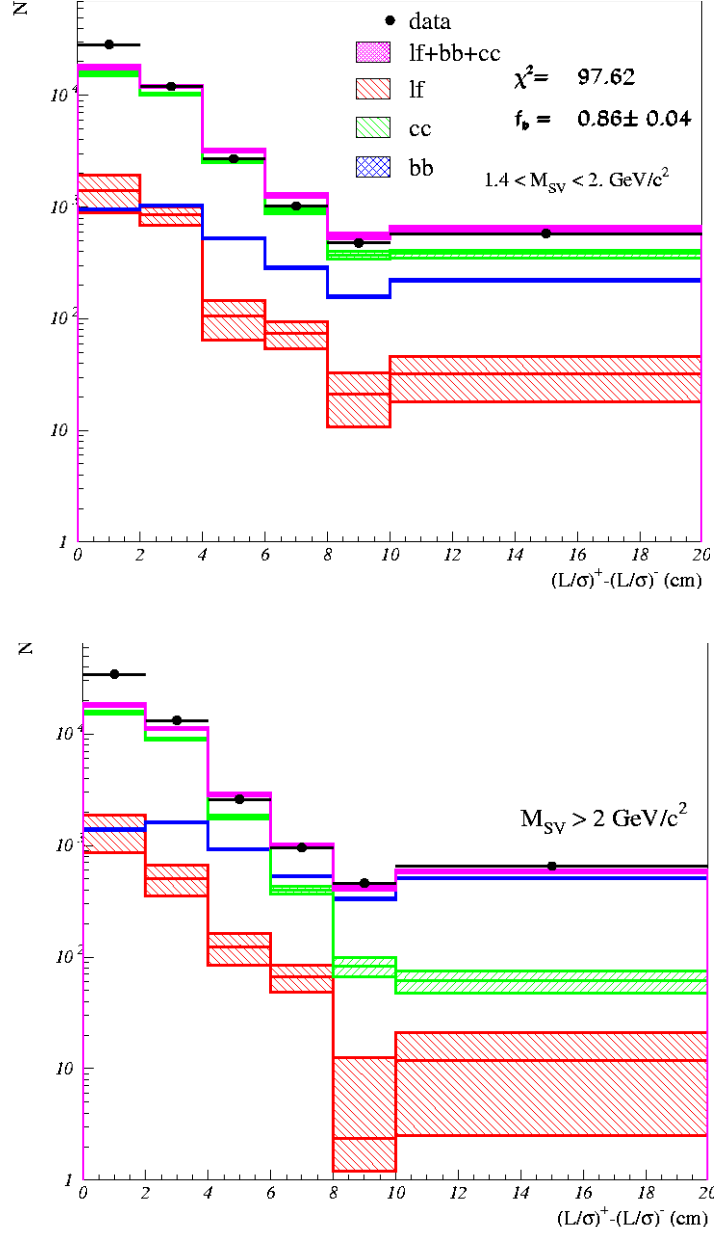 N
data
lf+bb+cc
lf
cc
bb
χ²= 97.62
f_b = 0.86± 0.04
1.4 < M_SV < 2. GeV/c²
10⁴
10³
10²
10
1
0 2 4 6 8 10 12 14 16 18 20
(L/σ)⁺-(L/σ)⁻ (cm)
N
M_SV > 2 GeV/c²
10⁴
10³
10²
10
1
0 2 4 6 8 10 12 14 16 18 20
(L/σ)⁺-(L/σ)⁻ (cm)